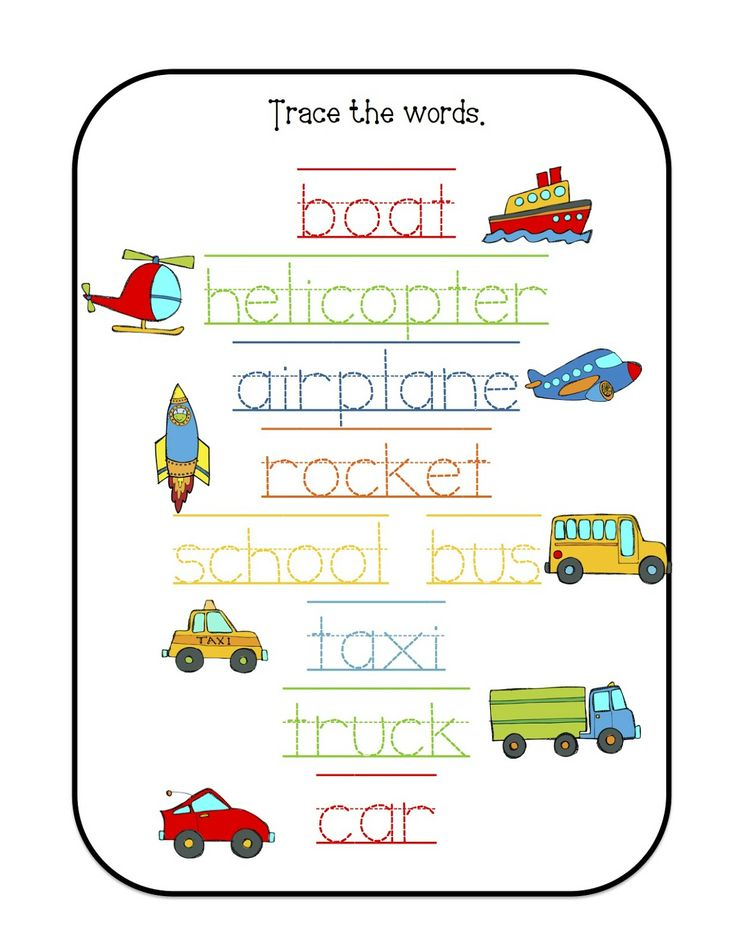 Trace the words.
boat
helicopter
airplane
rocket
school bus
taxi
TAXI
truck
car